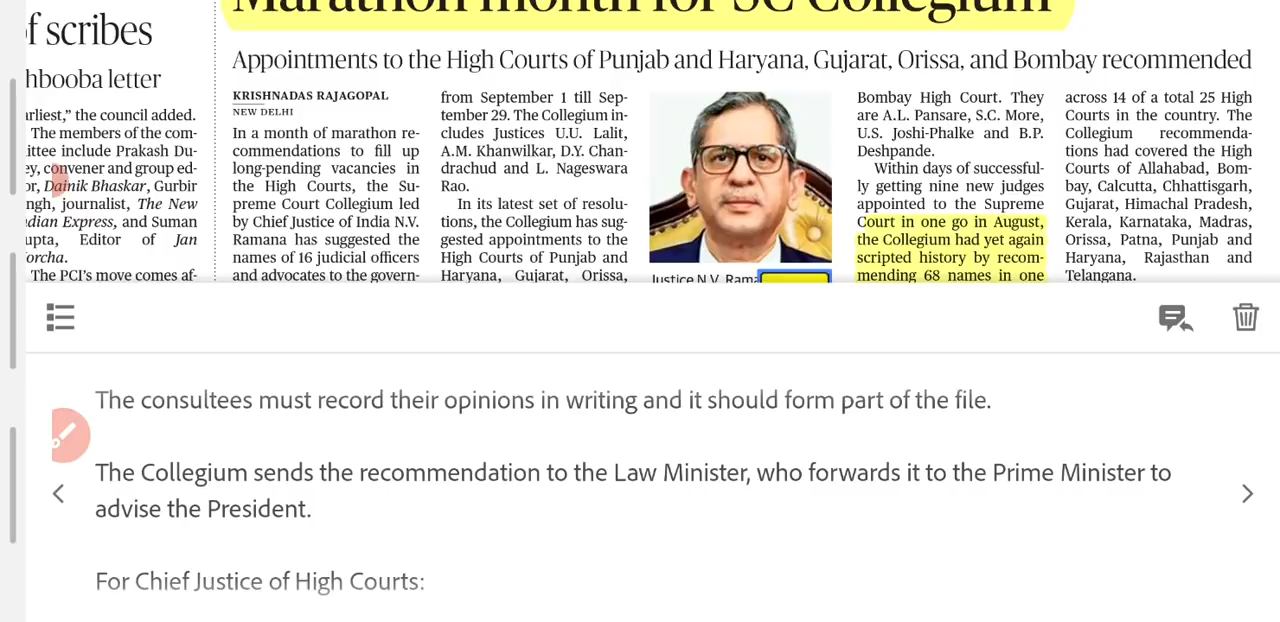 Marathon month for SC Collegium
of scribes
hbooba letter
Appointments to the High Courts of Punjab and Haryana, Gujarat, Orissa, and Bombay recommended
rliest,” the council added.
The members of the com-
ittee include Prakash Du-
ey, convener and group ed-
or, Dainik Bhaskar, Gurbir
ngh, journalist, The New
dian Express, and Suman
upta, Editor of Jan
orcha.
The PCI’s move comes af-
KRISHNADAS RAJAGOPAL
NEW DELHI
In a month of marathon re-
commendations to fill up
long-pending vacancies in
the High Courts, the Su-
preme Court Collegium led
by Chief Justice of India N.V.
Ramana has suggested the
names of 16 judicial officers
and advocates to the govern-
from September 1 till Sep-
tember 29. The Collegium in-
cludes Justices U.U. Lalit,
A.M. Khanwilkar, D.Y. Chan-
drachud and L. Nageswara
Rao.
In its latest set of resolu-
tions, the Collegium has sug-
gested appointments to the
High Courts of Punjab and
Haryana, Gujarat, Orissa,
Justice N.V. Rama
Bombay High Court. They
are A.L. Pansare, S.C. More,
U.S. Joshi-Phalke and B.P.
Deshpande.
Within days of successful-
ly getting nine new judges
appointed to the Supreme
Court in one go in August,
the Collegium had yet again
scripted history by recom-
mending 68 names in one
across 14 of a total 25 High
Courts in the country. The
Collegium recommenda-
tions had covered the High
Courts of Allahabad, Bom-
bay, Calcutta, Chhattisgarh,
Gujarat, Himachal Pradesh,
Kerala, Karnataka, Madras,
Orissa, Patna, Punjab and
Haryana, Rajasthan and
Telangana.
The consultees must record their opinions in writing and it should form part of the file.
The Collegium sends the recommendation to the Law Minister, who forwards it to the Prime Minister to
advise the President.
For Chief Justice of High Courts: